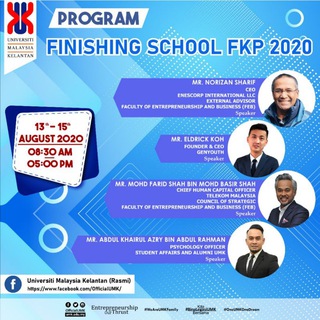 UNIVERSITI
MALAYSIA
KELANTAN
PROGRAM
FINISHING SCHOOL FKP 2020
13th - 15th
AUGUST 2020
08:30 AM -
05:00 PM
MR. NORIZAN SHARIF
CEO
ENISCORP INTERNATIONAL LLC
EXTERNAL ADVISOR
FACULTY OF ENTREPRENEURSHIP AND BUSINESS (FEB)
Speaker
MR. ELDRICK KOH
FOUNDER & CEO
GENYOUTH
Speaker
MR. MOHD FARID SHAH BIN MOHD BASIR SHAH
CHIEF HUMAN CAPITAL OFFICER
TELEKOM MALAYSIA
COUNCIL OF STRATEGIC
FACULTY OF ENTREPRENEURSHIP AND BUSINESS (FEB)
Speaker
MR. ABDUL KHAIRUL AZRY BIN ABDUL RAHMAN
PSYCHOLOGY OFFICER
STUDENT AFFAIRS AND ALUMNI UMK
Speaker
Universiti Malaysia Kelantan (Rasmi)
https://www.facebook.com/OfficialUMK/
Entrepreneurship
Thrust
#WeAreUMKFamily
#OneUMKOneDream